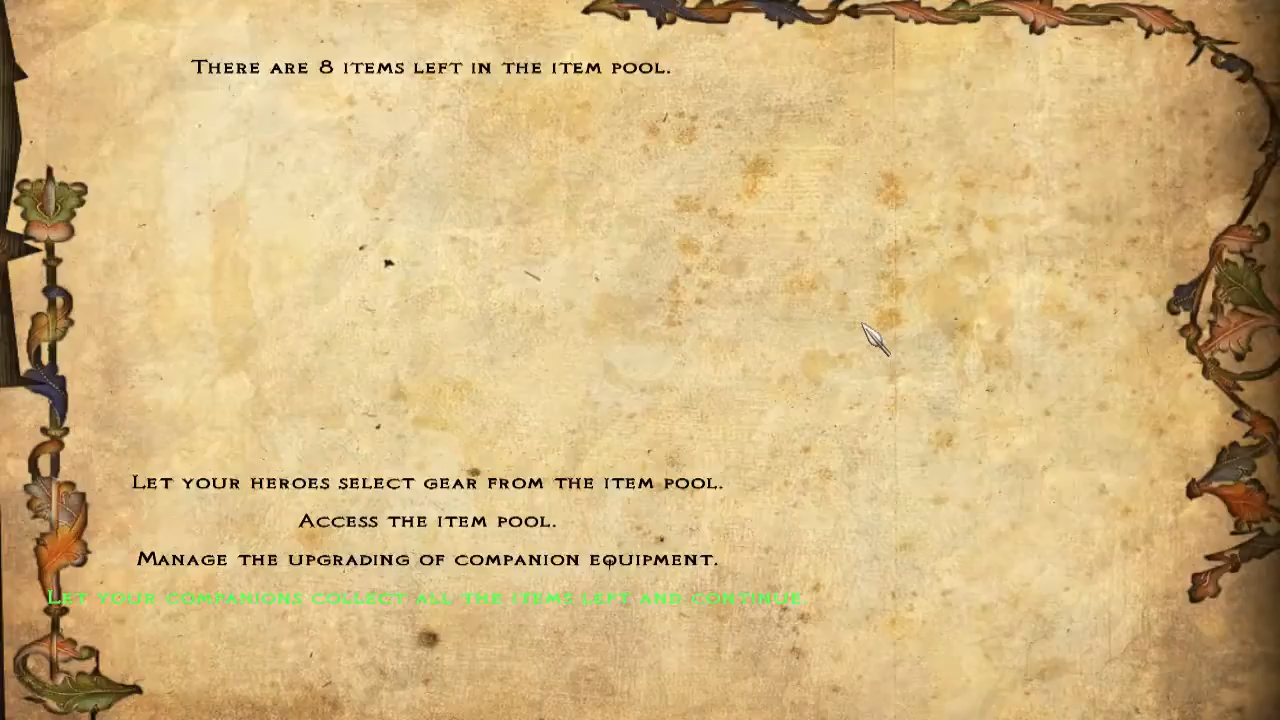 There are 8 items left in the item pool.
Let your heroes select gear from the item pool.
Access the item pool.
Manage the upgrading of companion equipment.
Let your companions collect all the items left and continue